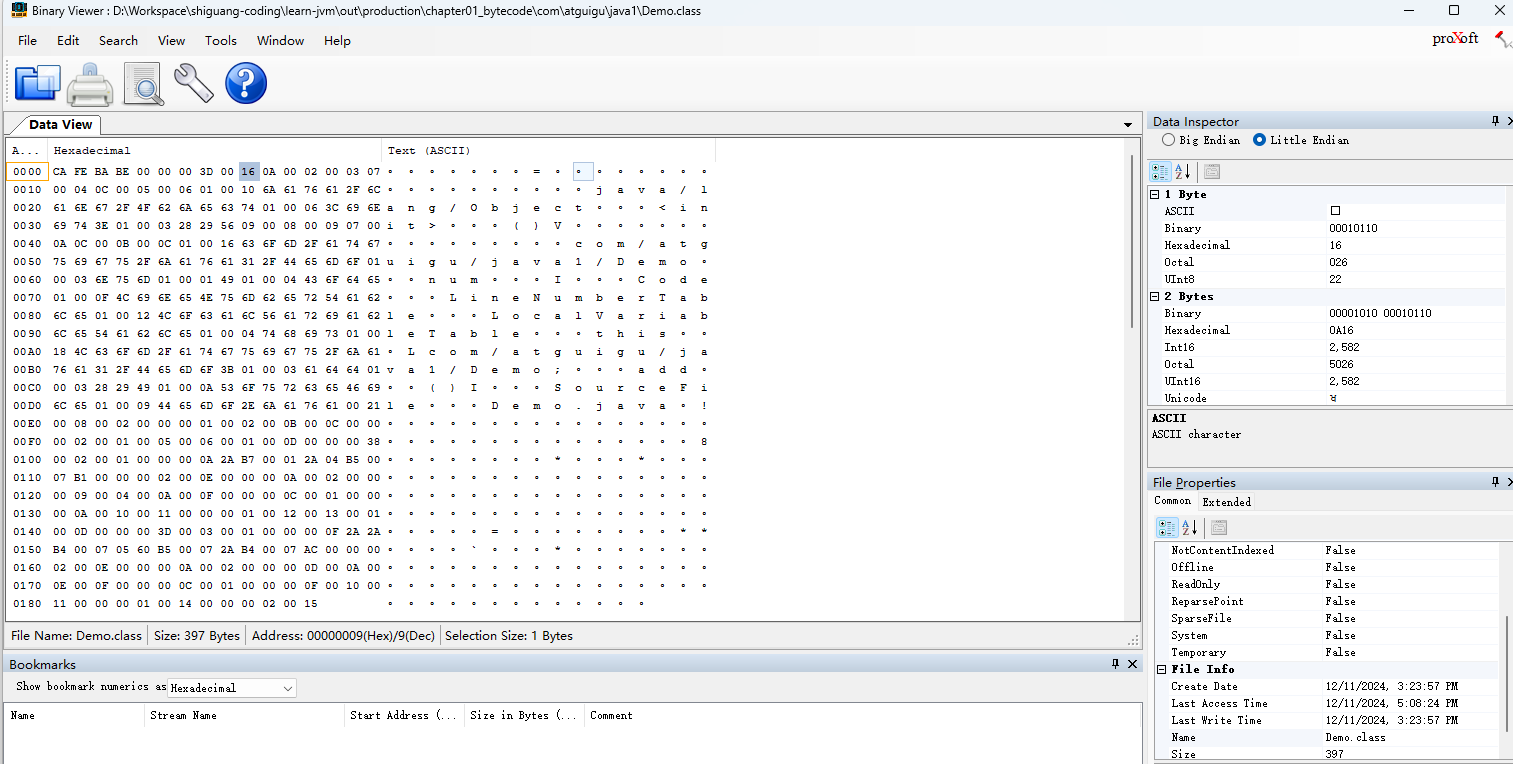 Binary Viewer : D:\Workspace\shiguang-coding\learn-jvm\out\production\chapter01_bytecode\com\atguigu\java1\Demo.class
File Edit Search View Tools Window Help
proXsoft
Data View
A... Hexadecimal Text (ASCII)
0000 CA FE BA BE 00 00 00 3D 00 16 0A 00 02 00 03 07 ∘ ∘ ∘ ∘ ∘ ∘ ∘ = ∘ ∘ ∘ ∘ ∘ ∘ ∘ ∘
0010 00 04 0C 00 05 00 06 01 00 10 6A 61 76 61 2F 6C ∘ ∘ ∘ ∘ ∘ ∘ ∘ ∘ ∘ ∘ j a v a / l
0020 61 6E 67 2F 4F 62 6A 65 63 74 01 00 06 3C 69 6E a n g / O b j e c t ∘ ∘ ∘ < i n
0030 69 74 3E 01 00 03 28 29 56 09 00 08 00 09 07 00 i t > ∘ ∘ ∘ ( ) V ∘ ∘ ∘ ∘ ∘ ∘ ∘
0040 0A 0C 00 0B 00 0C 01 00 16 63 6F 6D 2F 61 74 67 ∘ ∘ ∘ ∘ ∘ ∘ ∘ ∘ ∘ c o m / a t g
0050 75 69 67 75 2F 6A 61 76 61 31 2F 44 65 6D 6F 01 u i g u / j a v a 1 / D e m o ∘
0060 00 03 6E 75 6D 01 00 01 49 01 00 04 43 6F 64 65 ∘ ∘ n u m ∘ ∘ ∘ I ∘ ∘ ∘ C o d e
0070 01 00 0F 4C 69 6E 65 4E 75 6D 62 65 72 54 61 62 ∘ ∘ ∘ L i n e N u m b e r T a b
0080 6C 65 01 00 12 4C 6F 63 61 6C 56 61 72 69 61 62 l e ∘ ∘ ∘ L o c a l V a r i a b
0090 6C 65 54 61 62 6C 65 01 00 04 74 68 69 73 01 00 l e T a b l e ∘ ∘ ∘ t h i s ∘ ∘
00A0 18 4C 63 6F 6D 2F 61 74 67 75 69 67 75 2F 6A 61 ∘ L c o m / a t g u i g u / j a
00B0 76 61 31 2F 44 65 6D 6F 3B 01 00 03 61 64 64 01 v a 1 / D e m o ; ∘ ∘ ∘ a d d ∘
00C0 00 03 28 29 49 01 00 0A 53 6F 75 72 63 65 46 69 ∘ ∘ ( ) I ∘ ∘ ∘ S o u r c e F i
00D0 6C 65 01 00 09 44 65 6D 6F 2E 6A 61 76 61 00 21 l e ∘ ∘ ∘ D e m o . j a v a ∘ !
00E0 00 08 00 02 00 00 00 01 00 02 00 0B 00 0C 00 00 ∘ ∘ ∘ ∘ ∘ ∘ ∘ ∘ ∘ ∘ ∘ ∘ ∘ ∘ ∘ ∘
00F0 00 02 00 01 00 05 00 06 00 01 00 0D 00 00 00 38 ∘ ∘ ∘ ∘ ∘ ∘ ∘ ∘ ∘ ∘ ∘ ∘ ∘ ∘ ∘ 8
0100 00 02 00 01 00 00 00 0A 2A B7 00 01 2A 04 B5 00 ∘ ∘ ∘ ∘ ∘ ∘ ∘ ∘ * ∘ ∘ ∘ * ∘ ∘ ∘
0110 07 B1 00 00 00 02 00 0E 00 00 00 0A 00 02 00 00 ∘ ∘ ∘ ∘ ∘ ∘ ∘ ∘ ∘ ∘ ∘ ∘ ∘ ∘ ∘ ∘
0120 00 09 00 04 00 0A 00 0F 00 00 00 0C 00 01 00 00 ∘ ∘ ∘ ∘ ∘ ∘ ∘ ∘ ∘ ∘ ∘ ∘ ∘ ∘ ∘ ∘
0130 00 0A 00 10 00 11 00 00 00 01 00 12 00 13 00 01 ∘ ∘ ∘ ∘ ∘ ∘ ∘ ∘ ∘ ∘ ∘ ∘ ∘ ∘ ∘ ∘
0140 00 0D 00 00 00 3D 00 03 00 01 00 00 00 0F 2A 2A ∘ ∘ ∘ ∘ ∘ = ∘ ∘ ∘ ∘ ∘ ∘ ∘ ∘ * *
0150 B4 00 07 05 60 B5 00 07 2A B4 00 07 AC 00 00 00 ∘ ∘ ∘ ∘ ` ∘ ∘ ∘ * ∘ ∘ ∘ ∘ ∘ ∘ ∘
0160 02 00 0E 00 00 00 0A 00 02 00 00 00 0D 00 0A 00 ∘ ∘ ∘ ∘ ∘ ∘ ∘ ∘ ∘ ∘ ∘ ∘ ∘ ∘ ∘ ∘
0170 0E 00 0F 00 00 00 0C 00 01 00 00 00 0F 00 10 00 ∘ ∘ ∘ ∘ ∘ ∘ ∘ ∘ ∘ ∘ ∘ ∘ ∘ ∘ ∘ ∘
0180 11 00 00 00 01 00 14 00 00 00 02 00 15 ∘ ∘ ∘ ∘ ∘ ∘ ∘ ∘ ∘ ∘ ∘ ∘ ∘
File Name: Demo.class Size: 397 Bytes Address: 00000009(Hex)/9(Dec) Selection Size: 1 Bytes
Bookmarks
Show bookmark numerics as Hexadecimal
Name Stream Name Start Address (... Size in Bytes (... Comment
Data Inspector
Big Endian Little Endian
1 Byte
ASCII □
Binary 00010110
Hexadecimal 16
Octal 026
UInt8 22
2 Bytes
Binary 00001010 00010110
Hexadecimal 0A16
Int16 2,582
Octal 5026
UInt16 2,582
Unicode ਖ
ASCII
ASCII character
File Properties
Common Extended
NotContentIndexed False
Offline False
ReadOnly False
ReparsePoint False
SparseFile False
System False
Temporary False
File Info
Create Date 12/11/2024, 3:23:57 PM
Last Access Time 12/11/2024, 5:08:24 PM
Last Write Time 12/11/2024, 3:23:57 PM
Name Demo.class
Size 397